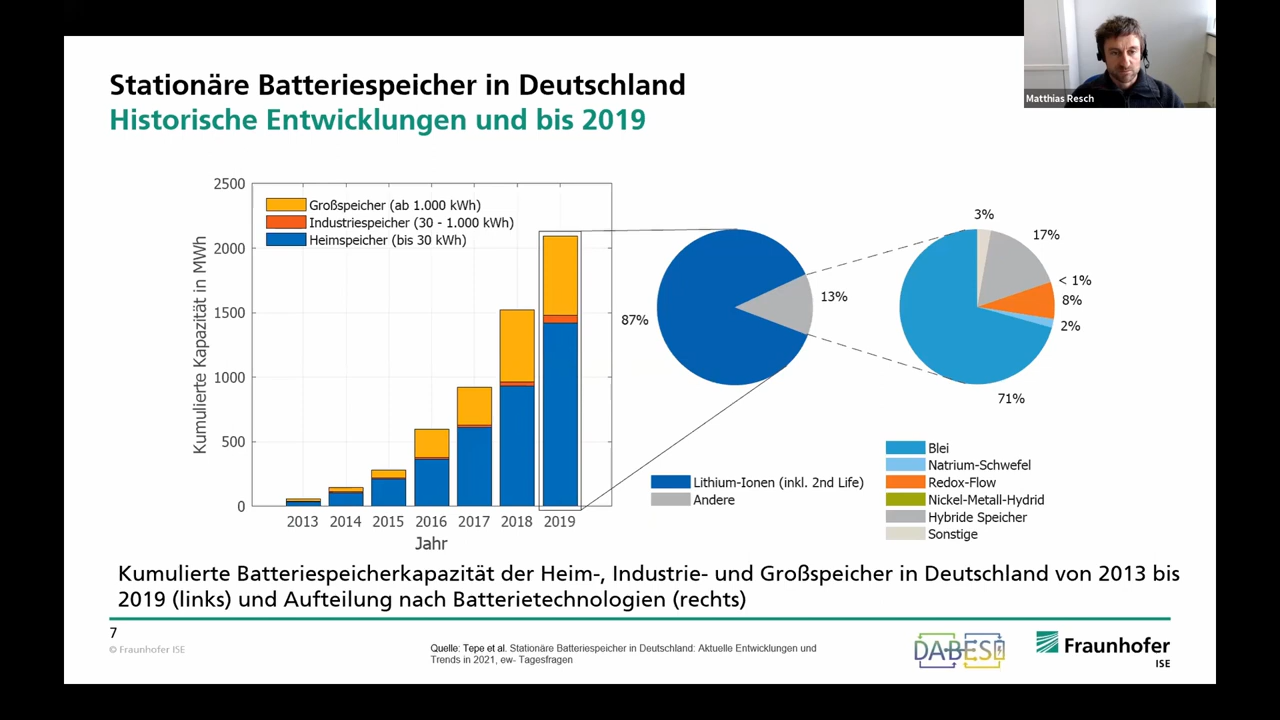 Matthias Resch
Stationäre Batteriespeicher in Deutschland
Historische Entwicklungen und bis 2019
Kumulierte Kapazität in MWh
2500
2000
1500
1000
500
0
Großspeicher (ab 1.000 kWh)
Industriespeicher (30 - 1.000 kWh)
Heimspeicher (bis 30 kWh)
2013 2014 2015 2016 2017 2018 2019
Jahr
87%
13%
Lithium-Ionen (inkl. 2nd Life)
Andere
3%
17%
< 1%
8%
2%
71%
Blei
Natrium-Schwefel
Redox-Flow
Nickel-Metall-Hydrid
Hybride Speicher
Sonstige
Kumulierte Batteriespeicherkapazität der Heim-, Industrie- und Großspeicher in Deutschland von 2013 bis
2019 (links) und Aufteilung nach Batterietechnologien (rechts)
7
© Fraunhofer ISE
Quelle: Tepe et al. Stationäre Batteriespeicher in Deutschland: Aktuelle Entwicklungen und
Trends in 2021, ew- Tagesfragen
DABESI
Fraunhofer
ISE